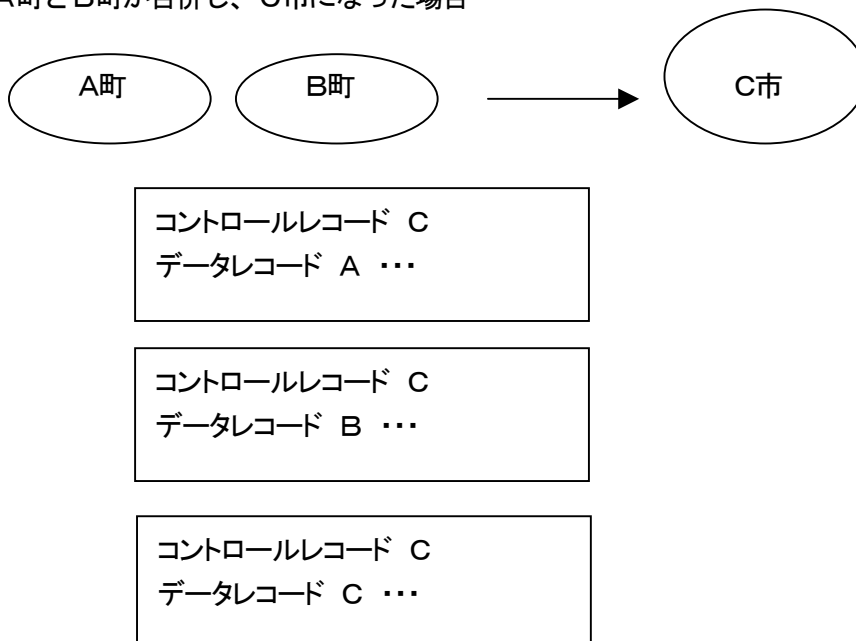 A町とB町が合併し、C市になった場合
A町 B町 C市
コントロールレコード C
データレコード A ・・・
コントロールレコード C
データレコード B ・・・
コントロールレコード C
データレコード C ・・・